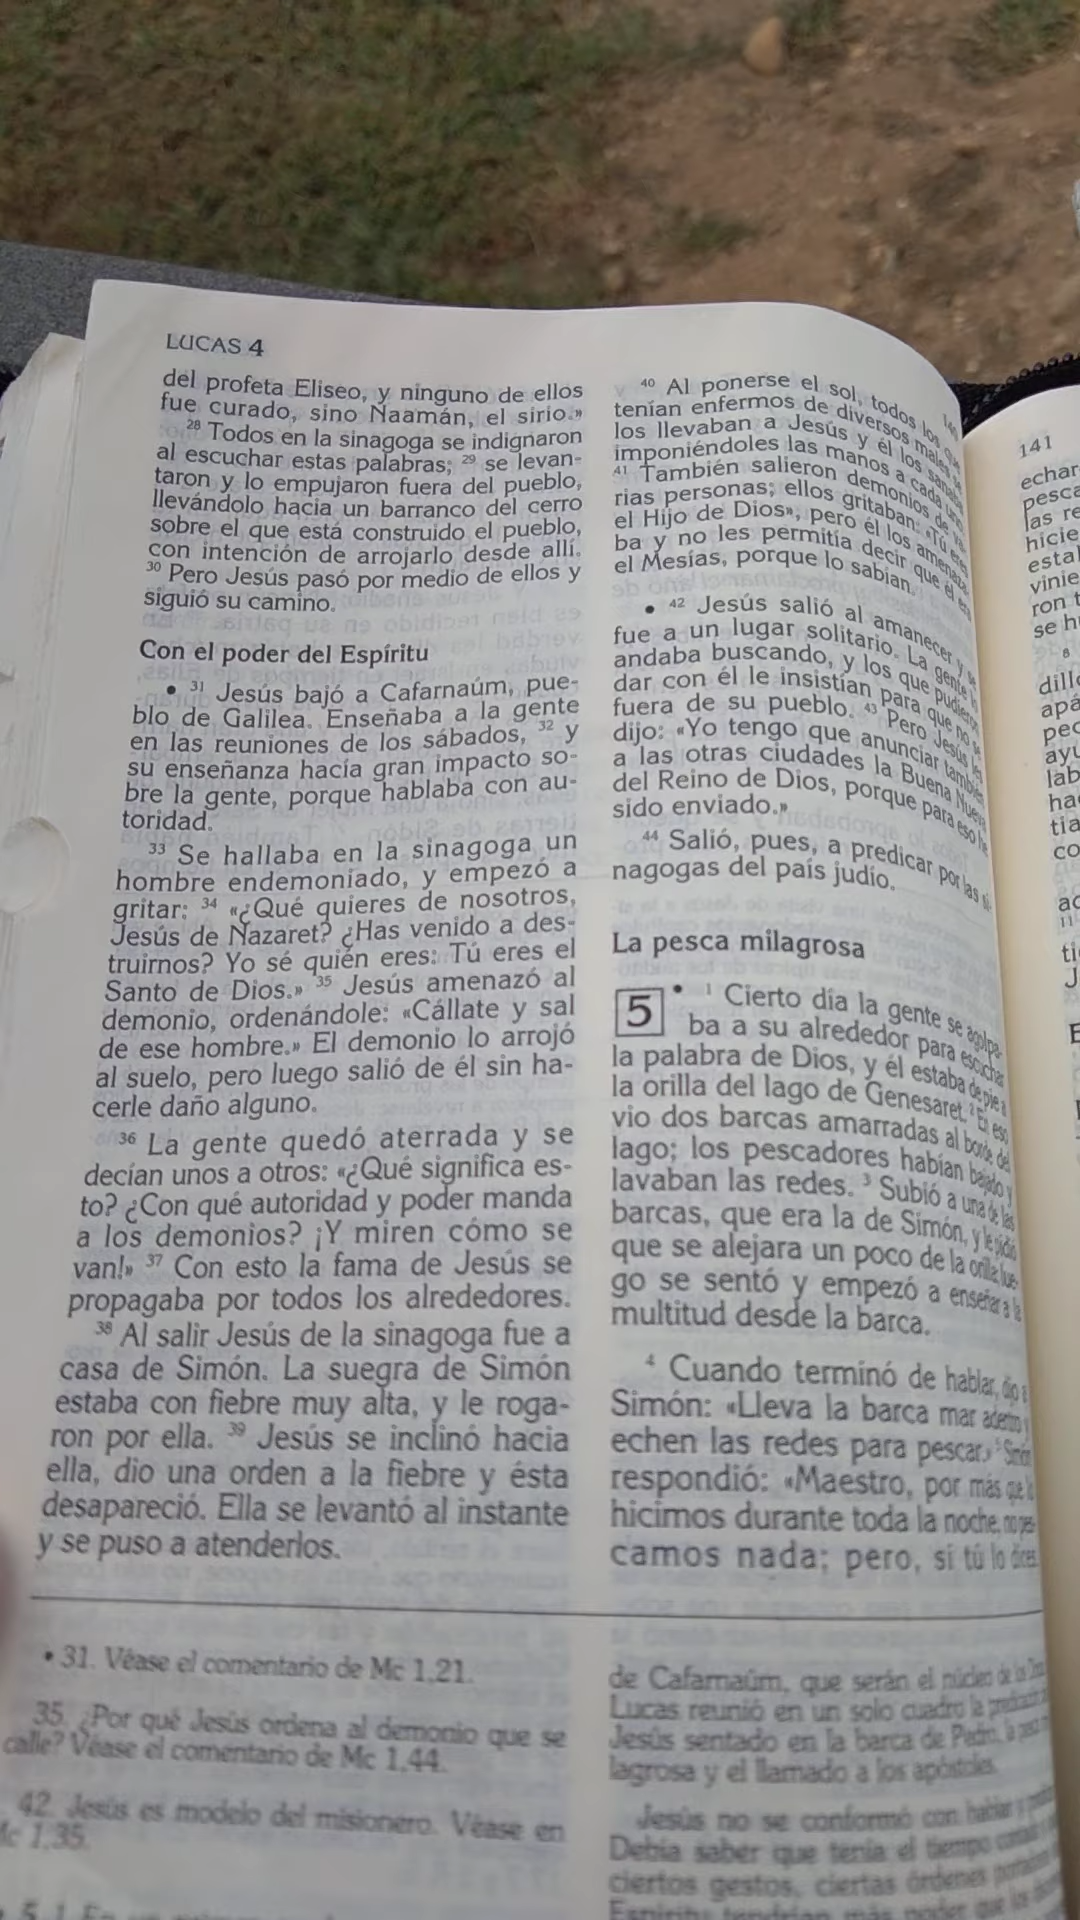 LUCAS 4
del profeta Eliseo, y ninguno de ellos
fue curado, sino Naamán, el sirio.»
28 Todos en la sinagoga se indignaron
al escuchar estas palabras; 29 se levan-
taron y lo empujaron fuera del pueblo,
llevándolo hacia un barranco del cerro
sobre el que está construido el pueblo,
con intención de arrojarlo desde allí.
30 Pero Jesús pasó por medio de ellos y
siguió su camino.
Con el poder del Espíritu
• 31 Jesús bajó a Cafarnaúm, pue-
blo de Galilea. Enseñaba a la gente
en las reuniones de los sábados, 32 y
su enseñanza hacía gran impacto so-
bre la gente, porque hablaba con au-
toridad.
33 Se hallaba en la sinagoga un
hombre endemoniado, y empezó a
gritar: 34 «¿Qué quieres de nosotros,
Jesús de Nazaret? ¿Has venido a des-
truirnos? Yo sé quién eres: Tú eres el
Santo de Dios.» 35 Jesús amenazó al
demonio, ordenándole: «Cállate y sal
de ese hombre.» El demonio lo arrojó
al suelo, pero luego salió de él sin ha-
cerle daño alguno.
36 La gente quedó aterrada y se
decían unos a otros: «¿Qué significa es-
to? ¿Con qué autoridad y poder manda
a los demonios? ¡Y miren cómo se
van!» 37 Con esto la fama de Jesús se
propagaba por todos los alrededores.
38 Al salir Jesús de la sinagoga fue a
casa de Simón. La suegra de Simón
estaba con fiebre muy alta, y le roga-
ron por ella. 39 Jesús se inclinó hacia
ella, dio una orden a la fiebre y ésta
desapareció. Ella se levantó al instante
y se puso a atenderlos.
40 Al ponerse el sol, todos los que
tenían enfermos de diversos males se
los llevaban a Jesús y él los sanaba
imponiéndoles las manos a cada uno
41 También salieron demonios de va-
rias personas; ellos gritaban: «Tú eres
el Hijo de Dios», pero él los amenaza-
ba y no les permitía decir que él era
el Mesías, porque lo sabían.
• 42 Jesús salió al amanecer y se
fue a un lugar solitario. La gente lo
andaba buscando, y los que pudieron
dar con él le insistían para que no se
fuera de su pueblo. 43 Pero Jesús les
dijo: «Yo tengo que anunciar también
a las otras ciudades la Buena Nueva
del Reino de Dios, porque para eso he
sido enviado.»
44 Salió, pues, a predicar por las si-
nagogas del país judío.
La pesca milagrosa
5 • 1 Cierto día la gente se agolpa-
ba a su alrededor para escuchar
la palabra de Dios, y él estaba de pie a
la orilla del lago de Genesaret. 2 En eso
vio dos barcas amarradas al borde del
lago; los pescadores habían bajado y
lavaban las redes. 3 Subió a una de las
barcas, que era la de Simón, y le pidió
que se alejara un poco de la orilla; lue-
go se sentó y empezó a enseñar a la
multitud desde la barca.
4 Cuando terminó de hablar, dijo a
Simón: «Lleva la barca mar adentro y
echen las redes para pescar.» 5 Simón
respondió: «Maestro, por más que lo
hicimos durante toda la noche, no pes-
camos nada; pero, si tú lo dices
• 31. Véase el comentario de Mc 1,21.
35. ¿Por qué Jesús ordena al demonio que se
calle? Véase el comentario de Mc 1,44.
42. Jesús es modelo del misionero. Véase en
Mc 1,35.
de Cafarnaúm, que serán el núcleo de los
Lucas reunió en un solo cuadro la
Jesús sentado en la barca de Pedro, la
lagrosa y el llamado a los apóstoles.
Jesús no se conformó con hablar y
Debía saber que tenía el tiempo
ciertos gestos, ciertas órdenes
141
echar
pesca
las re
hicie
estal
vinie
ron t
se h
8
dillo
apá
pec
ayu
lab
ha
tia
co
ac
11
ti
J